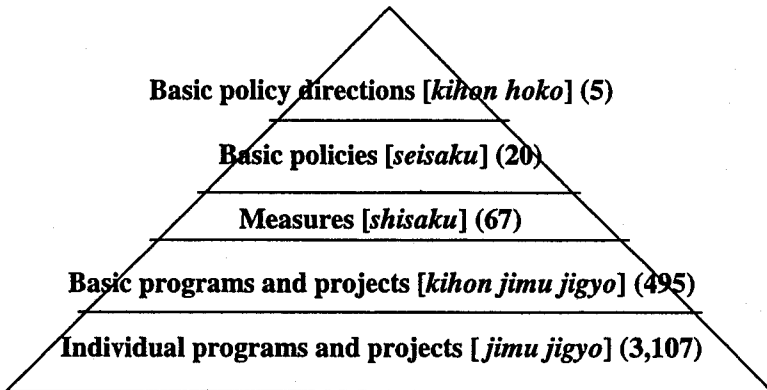 Basic policy directions [kihon hoko] (5)
Basic policies [seisaku] (20)
Measures [shisaku] (67)
Basic programs and projects [kihon jimu jigyo] (495)
Individual programs and projects [ jimu jigyo] (3,107)